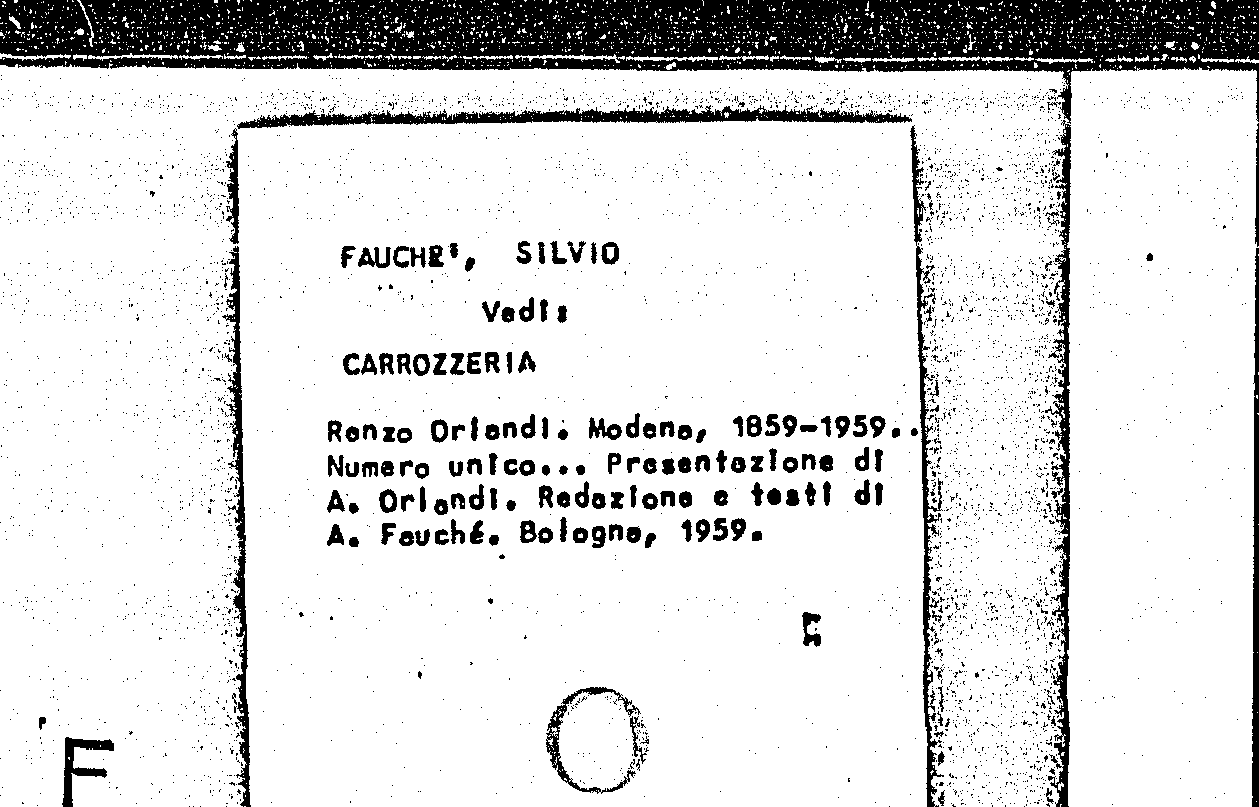 FAUCHE', SILVIO
Vedi:
CARROZZERIA
Renzo Orlandi. Modena, 1859-1959..
Numero unico... Presentazione di
A. Orlandi. Redazione e testi di
A. Fauché. Bologna, 1959.
F